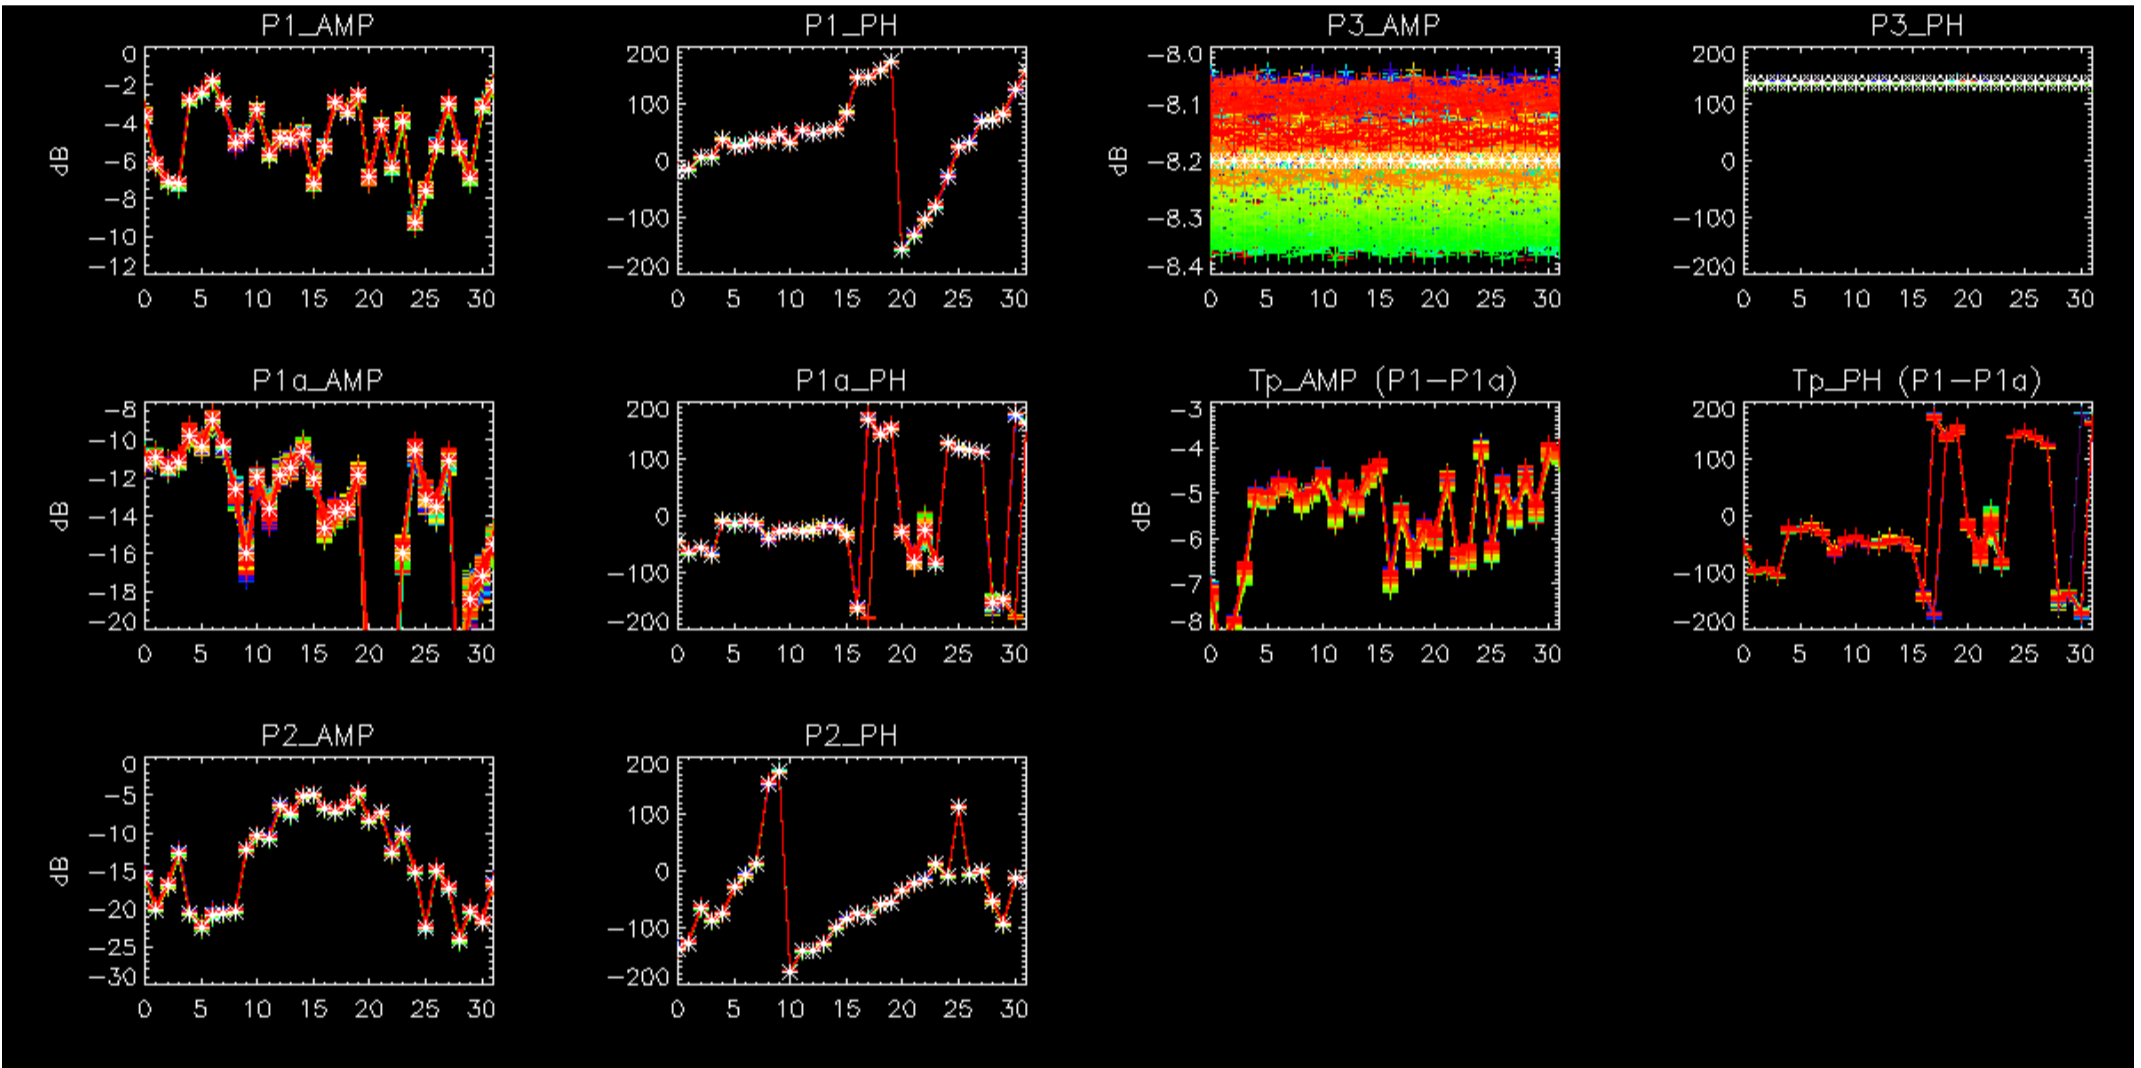 P1_AMP
P1_PH
P3_AMP
P3_PH
dB
0
−2
−4
−6
−8
−10
−12
0 5 10 15 20 25 30
200
100
0
−100
−200
0 5 10 15 20 25 30
dB
−8.0
−8.1
−8.2
−8.3
−8.4
0 5 10 15 20 25 30
200
100
0
−100
−200
0 5 10 15 20 25 30
P1a_AMP
P1a_PH
Tp_AMP (P1−P1a)
Tp_PH (P1−P1a)
dB
−8
−10
−12
−14
−16
−18
−20
0 5 10 15 20 25 30
200
100
0
−100
−200
0 5 10 15 20 25 30
dB
−3
−4
−5
−6
−7
−8
0 5 10 15 20 25 30
200
100
0
−100
−200
0 5 10 15 20 25 30
P2_AMP
P2_PH
dB
0
−5
−10
−15
−20
−25
−30
0 5 10 15 20 25 30
200
100
0
−100
−200
0 5 10 15 20 25 30